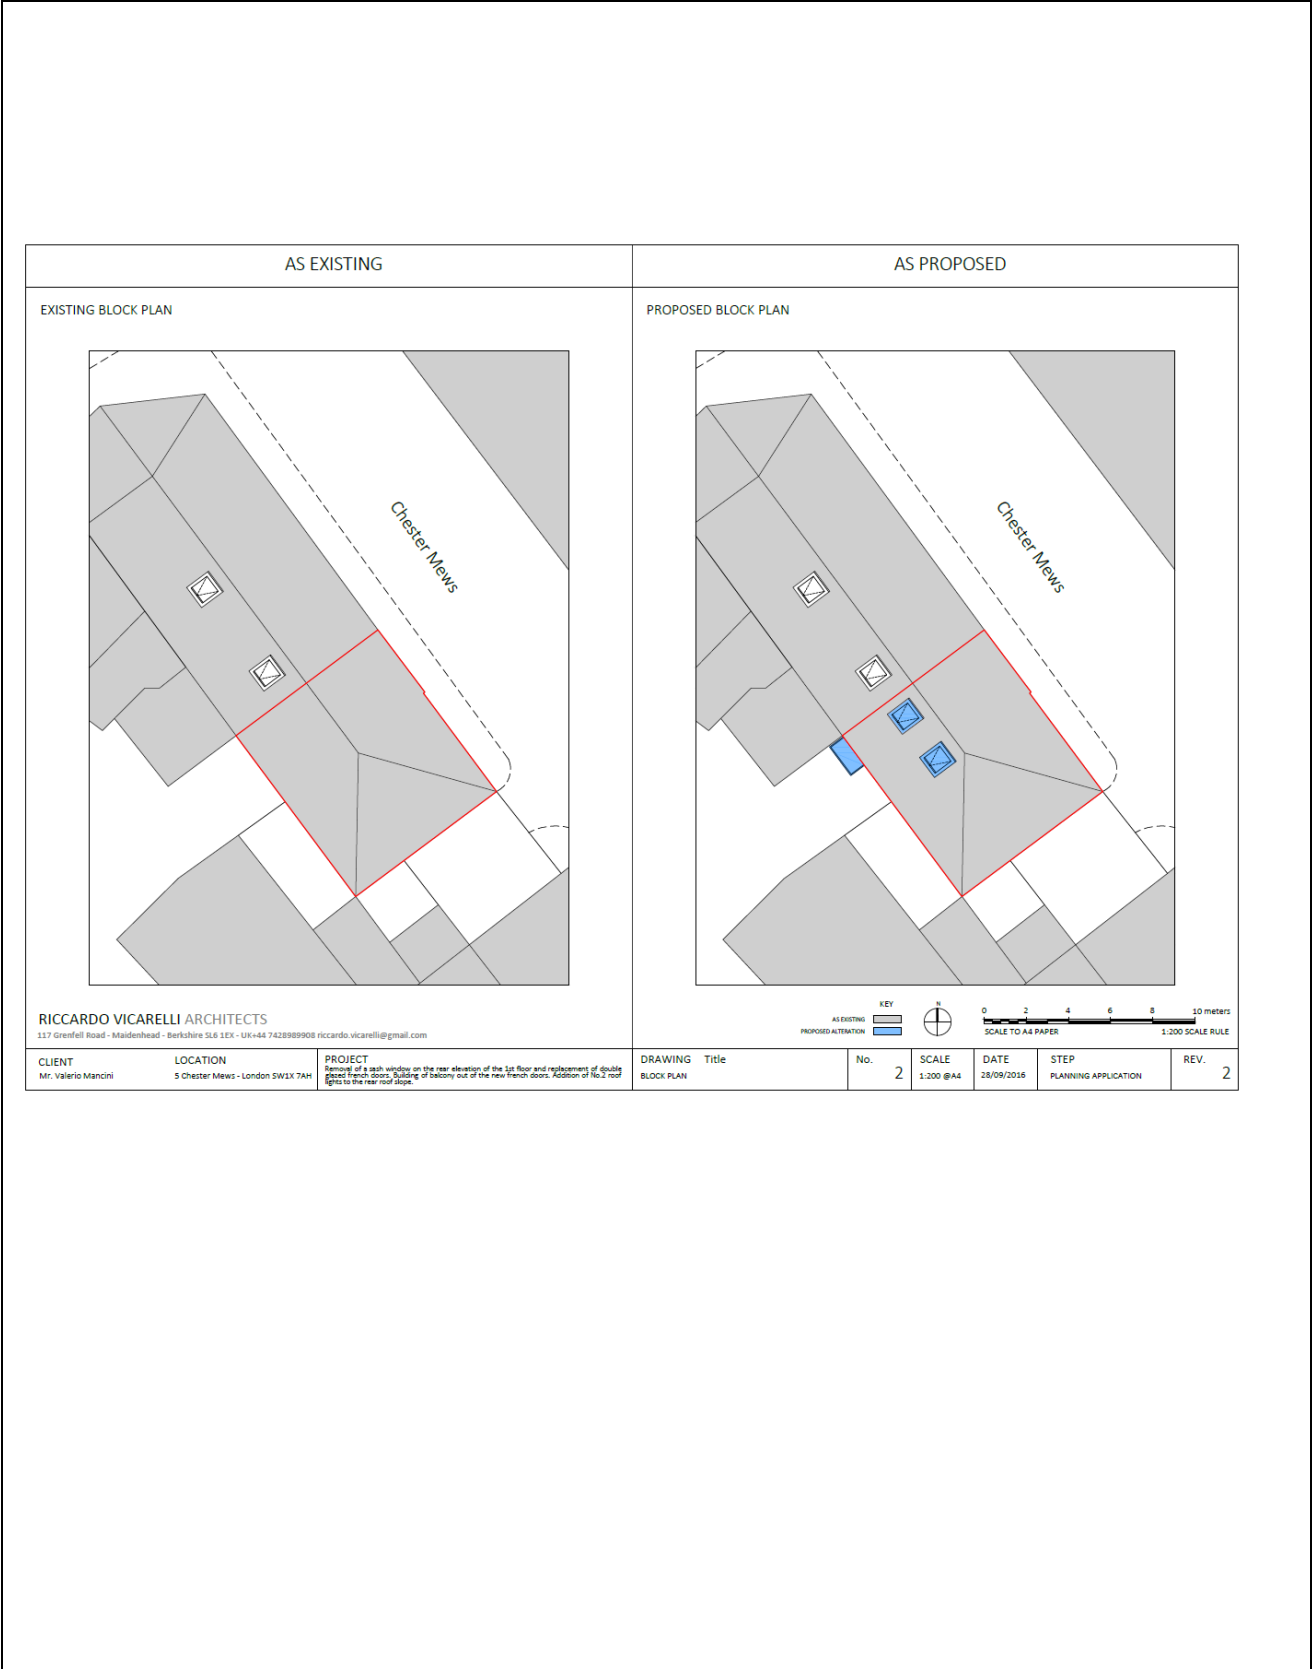 AS EXISTING
AS PROPOSED
EXISTING BLOCK PLAN
PROPOSED BLOCK PLAN
Chester Mews
Chester Mews
RICCARDO VICARELLI ARCHITECTS
117 Grenfell Road - Maidenhead - Berkshire SL6 1EX - UK+44 7428989908 riccardo.vicarelli@gmail.com
KEY
AS EXISTING
PROPOSED ALTERATION
N
0 2 4 6 8 10 meters
SCALE TO A4 PAPER
1:200 SCALE RULE
CLIENT
Mr. Valerio Mancini
LOCATION
5 Chester Mews - London SW1X 7AH
PROJECT
Removal of a sash window on the rear elevation of the 1st floor and replacement of double
glazed french doors. Building of balcony out of the new french doors. Addition of No.2 roof
lights to the rear roof slope.
DRAWING Title
BLOCK PLAN
No.
2
SCALE
1:200 @A4
DATE
28/09/2016
STEP
PLANNING APPLICATION
REV.
2